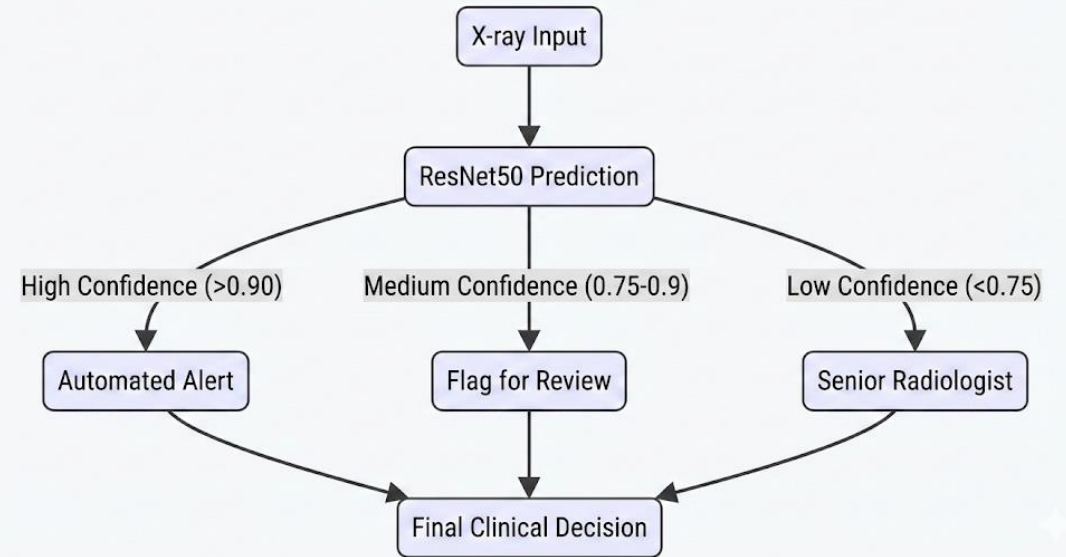 X-ray Input
ResNet50 Prediction
High Confidence (>0.90)
Medium Confidence (0.75-0.9)
Low Confidence (<0.75)
Automated Alert
Flag for Review
Senior Radiologist
Final Clinical Decision